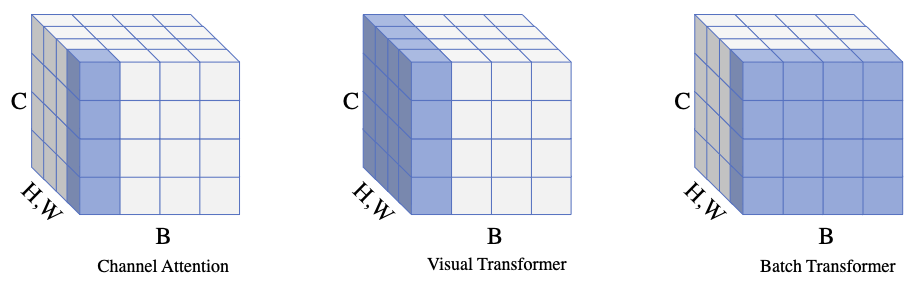 C
H,W
B
Channel Attention
C
H,W
B
Visual Transformer
C
H,W
B
Batch Transformer